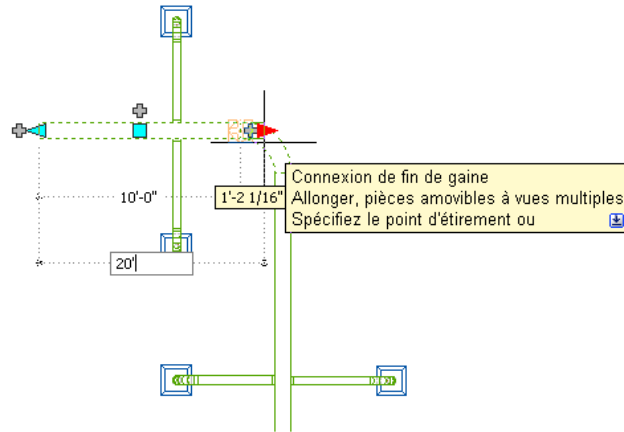 10'-0"
1'-2 1/16"
Connexion de fin de gaine
Allonger, pièces amovibles à vues multiples
Spécifiez le point d'étirement ou
20'